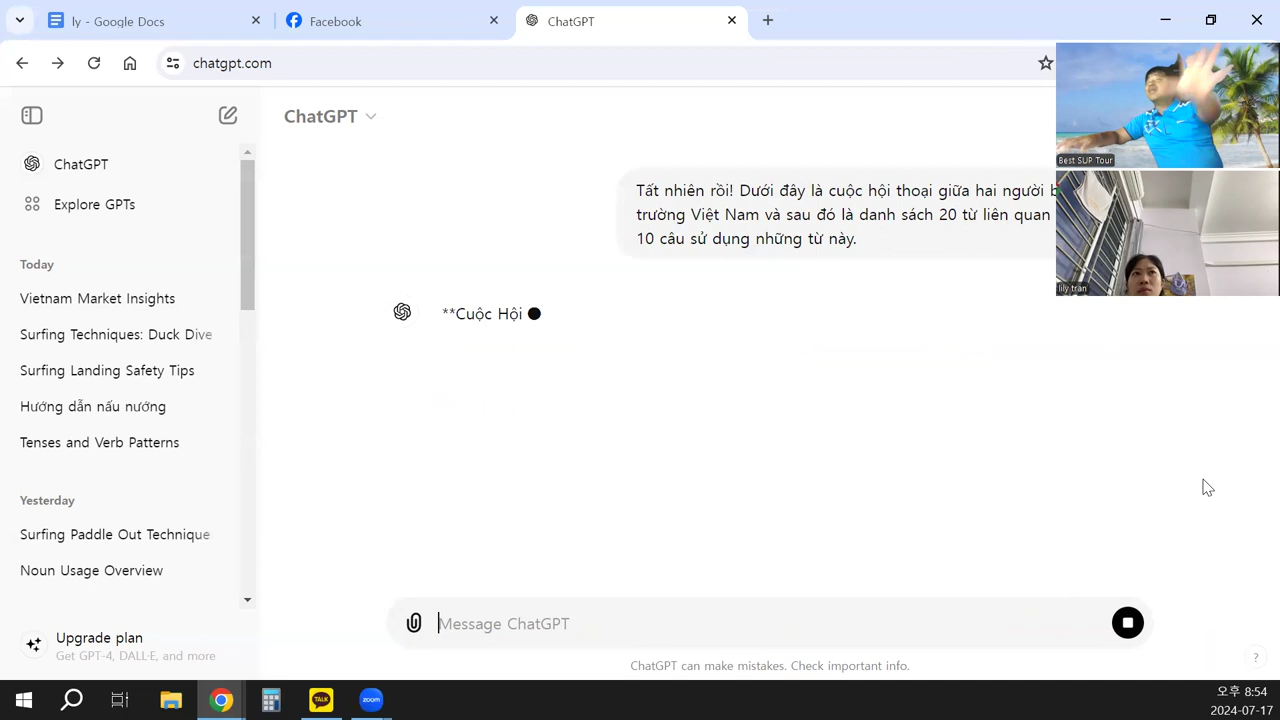 ly - Google Docs
Facebook
ChatGPT
chatgpt.com
Best SUP Tour
lily tran
ChatGPT
ChatGPT
Explore GPTs
Today
Vietnam Market Insights
Surfing Techniques: Duck Dive
Surfing Landing Safety Tips
Hướng dẫn nấu nướng
Tenses and Verb Patterns
Yesterday
Surfing Paddle Out Technique
Noun Usage Overview
Upgrade plan
Get GPT-4, DALL·E, and more
Tất nhiên rồi! Dưới đây là cuộc hội thoại giữa hai người
trường Việt Nam và sau đó là danh sách 20 từ liên quan
10 câu sử dụng những từ này.
**Cuộc Hội
Message ChatGPT
ChatGPT can make mistakes. Check important info.
?
TALK
zoom
오후 8:54
2024-07-17